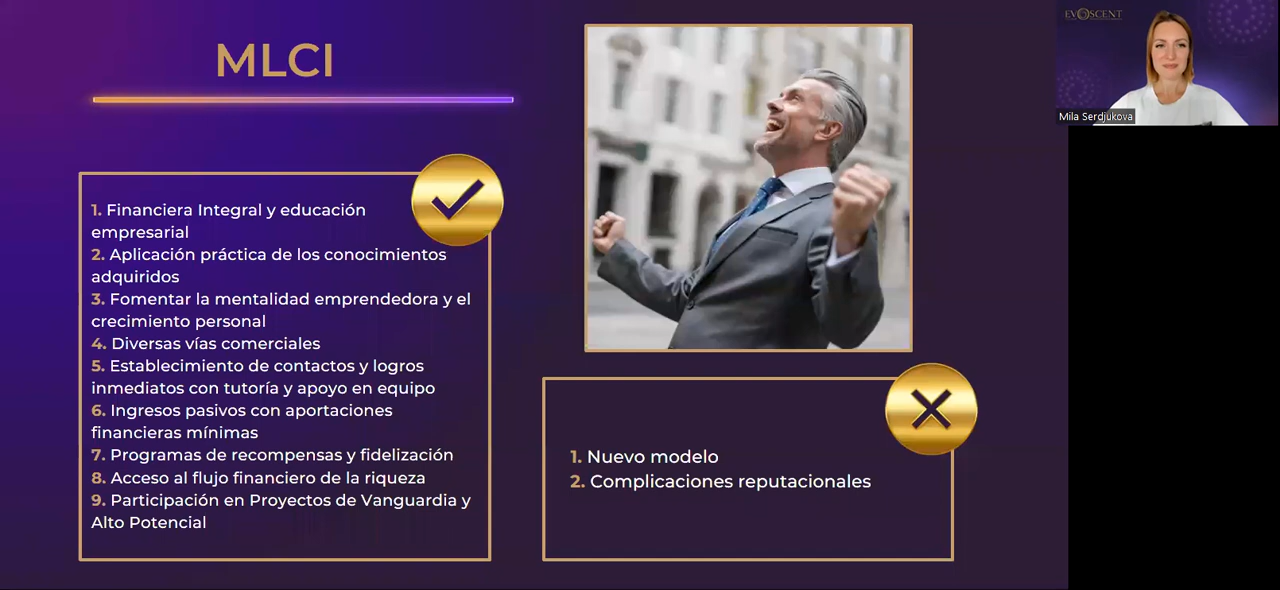 MLCI
1. Financiera Integral y educación
empresarial
2. Aplicación práctica de los conocimientos
adquiridos
3. Fomentar la mentalidad emprendedora y el
crecimiento personal
4. Diversas vías comerciales
5. Establecimiento de contactos y logros
inmediatos con tutoría y apoyo en equipo
6. Ingresos pasivos con aportaciones
financieras mínimas
7. Programas de recompensas y fidelización
8. Acceso al flujo financiero de la riqueza
9. Participación en Proyectos de Vanguardia y
Alto Potencial
1. Nuevo modelo
2. Complicaciones reputacionales
EVOSCENT
Mila Serdjukova